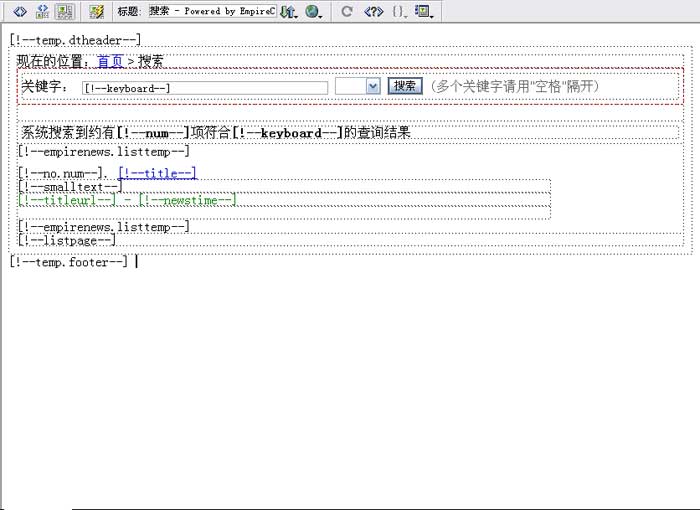 标题: 搜索 - Powered by EmpireC
[!--temp.dtheader--]
现在的位置：首页 > 搜索
关键字： [!--keyboard--] 搜索 (多个关键字请用"空格"隔开)
系统搜索到约有[!--num--]项符合[!--keyboard--]的查询结果
[!--empirenews.listtemp--]
[!--no.num--]. [!--title--]
[!--smalltext--]
[!--titleurl--] - [!--newstime--]
[!--empirenews.listtemp--]
[!--listpage--]
[!--temp.footer--]